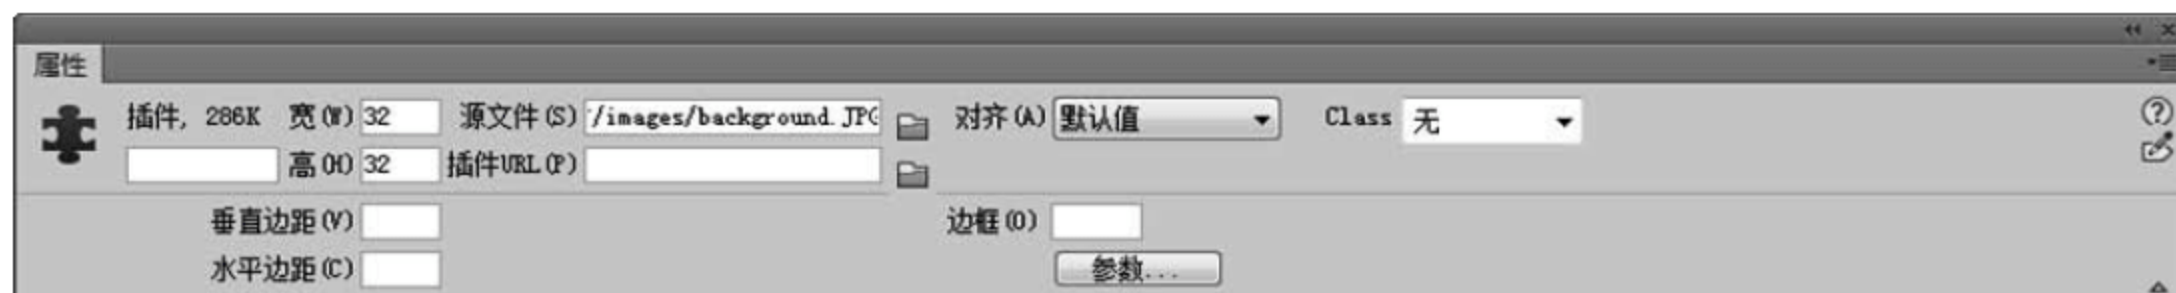 属性
插件, 286K 宽(W) 32 源文件(S) /images/background.JPG 对齐(A) 默认值 Class 无
高(H) 32 插件URL(P)
垂直边距(V) 边框(O)
水平边距(C) 参数...